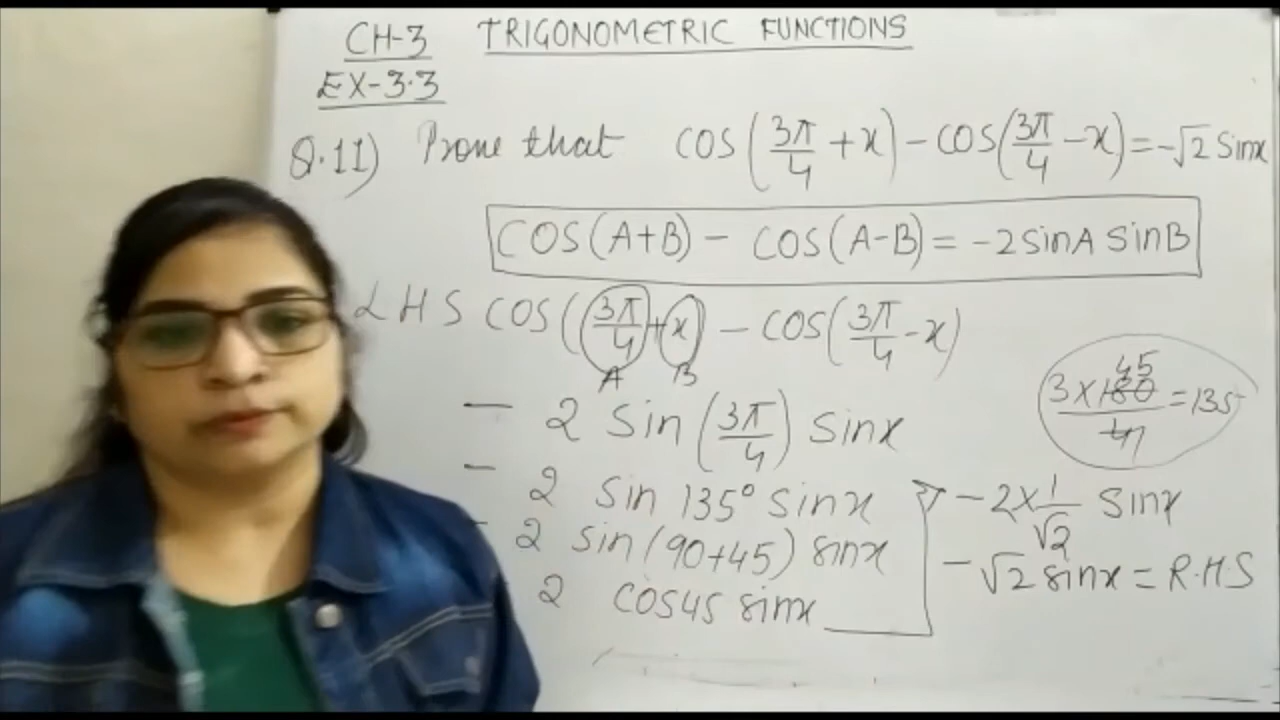 CH-3 TRIGONOMETRIC FUNCTIONS
EX-3.3
Q.11) Prove that cos(3π/4 + x) - cos(3π/4 - x) = -√2 Sinx
COS(A+B) - COS(A-B) = -2 sinA sinB
LHS COS(3π/4 + x) - COS(3π/4 - x)
A B
3×180/4 = 135
45
- 2 Sin(3π/4) Sinx
- 2 Sin 135° Sinx
- 2 sin(90+45) sinx
2 cos45 sinx
- 2×1/√2 Sinx
- √2 sinx = R.H.S